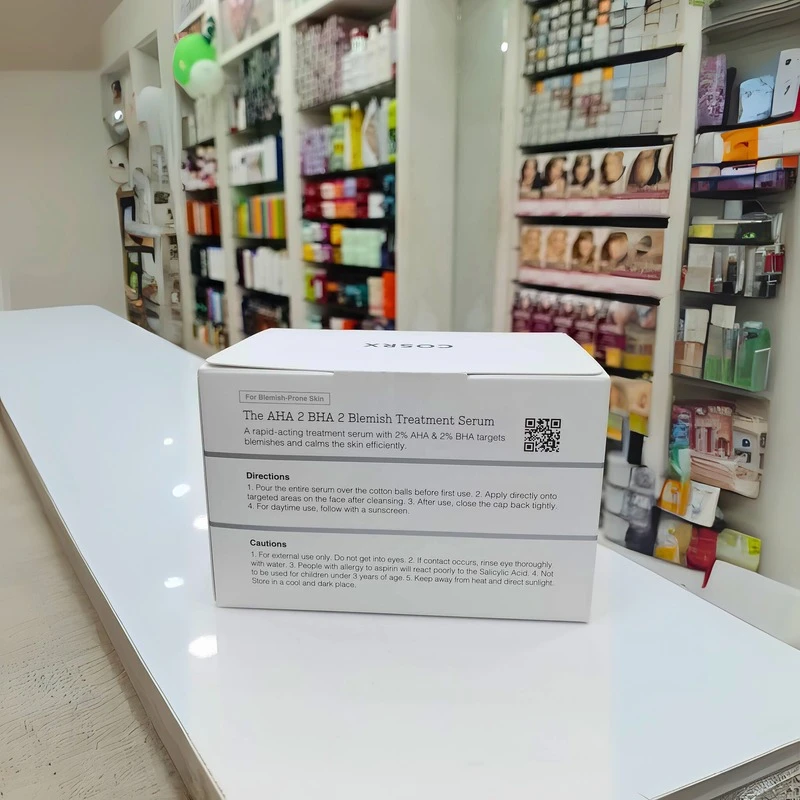 COSRX
For Blemish-Prone Skin
The AHA 2 BHA 2 Blemish Treatment Serum
A rapid-acting treatment serum with 2% AHA & 2% BHA targets
blemishes and calms the skin efficiently.
Directions
1. Pour the entire serum over the cotton balls before first use. 2. Apply directly onto
targeted areas on the face after cleansing. 3. After use, close the cap back tightly.
4. For daytime use, follow with a sunscreen.
Cautions
1. For external use only. Do not get into eyes. 2. If contact occurs, rinse eye thoroughly
with water. 3. People with allergy to aspirin will react poorly to the Salicylic Acid. 4. Not
to be used for children under 3 years of age. 5. Keep away from heat and direct sunlight.
Store in a cool and dark place.